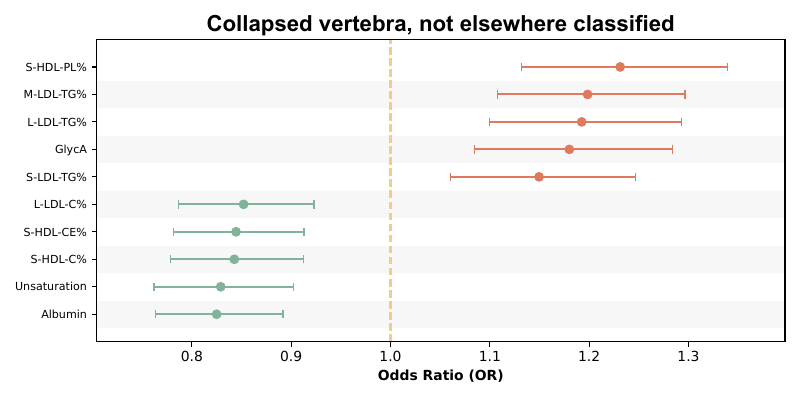 Collapsed vertebra, not elsewhere classified
S-HDL-PL%
M-LDL-TG%
L-LDL-TG%
GlycA
S-LDL-TG%
L-LDL-C%
S-HDL-CE%
S-HDL-C%
Unsaturation
Albumin
0.8 0.9 1.0 1.1 1.2 1.3
Odds Ratio (OR)